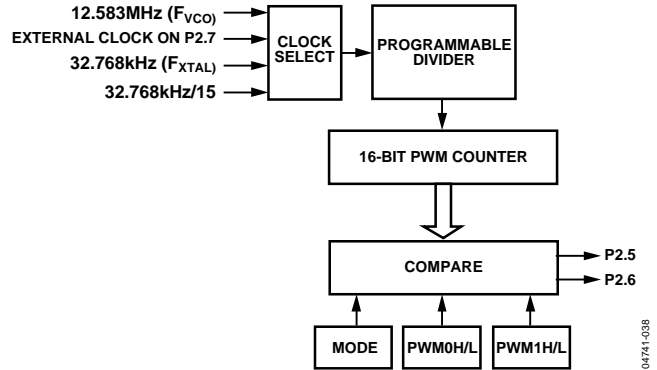 12.583MHz (FVCO)
EXTERNAL CLOCK ON P2.7
32.768kHz (FXTAL)
32.768kHz/15
CLOCK
SELECT
PROGRAMMABLE
DIVIDER
16-BIT PWM COUNTER
COMPARE
P2.5
P2.6
MODE
PWM0H/L
PWM1H/L
04741-038